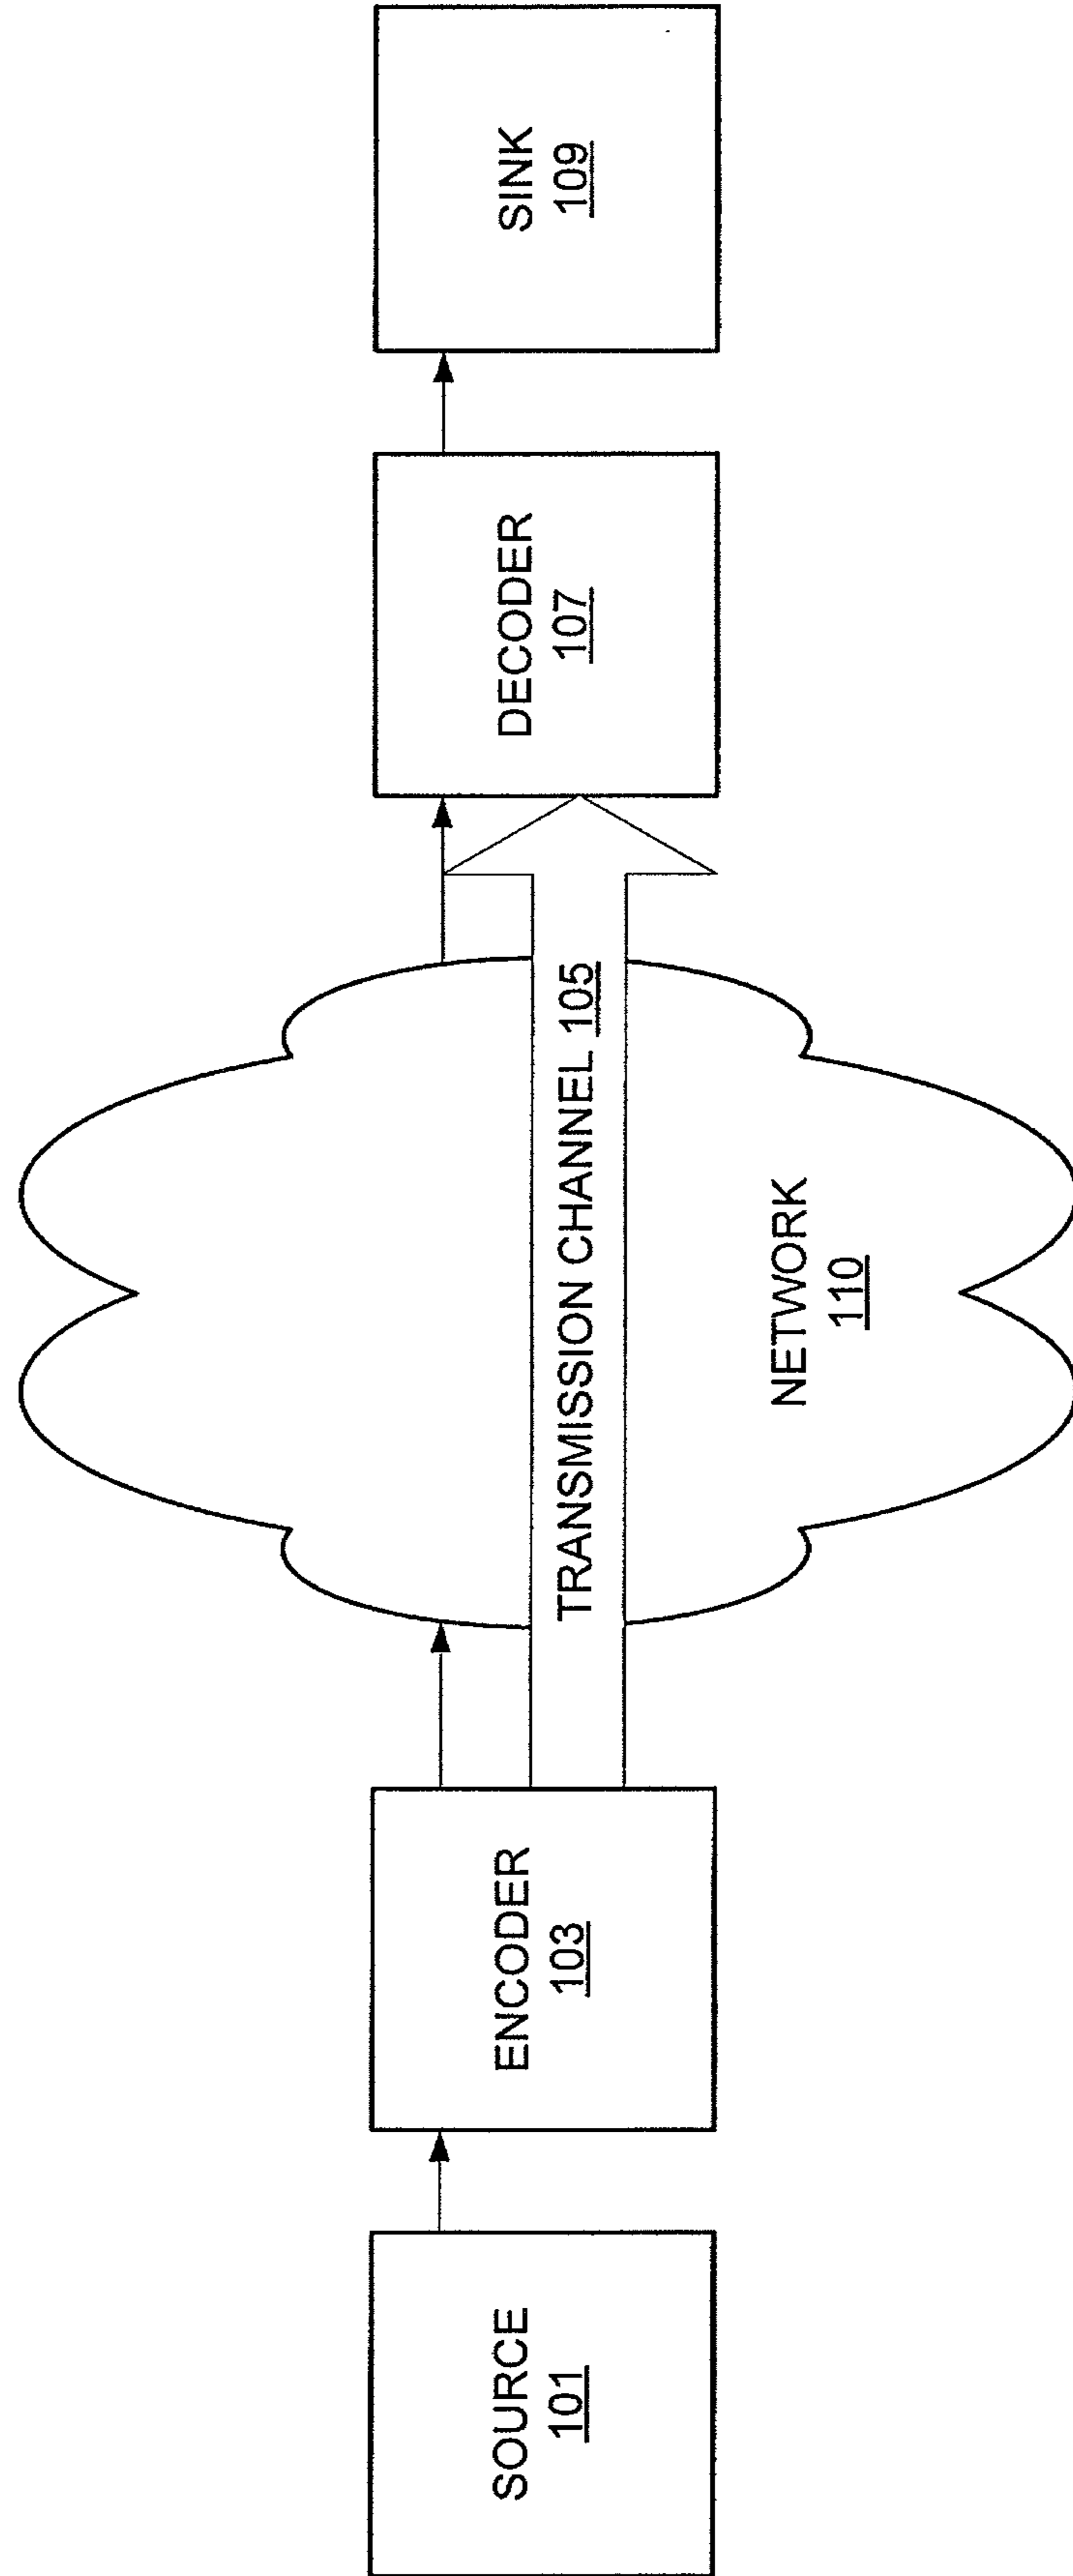 SOURCE
101
ENCODER
103
TRANSMISSION CHANNEL 105
NETWORK
110
DECODER
107
SINK
109